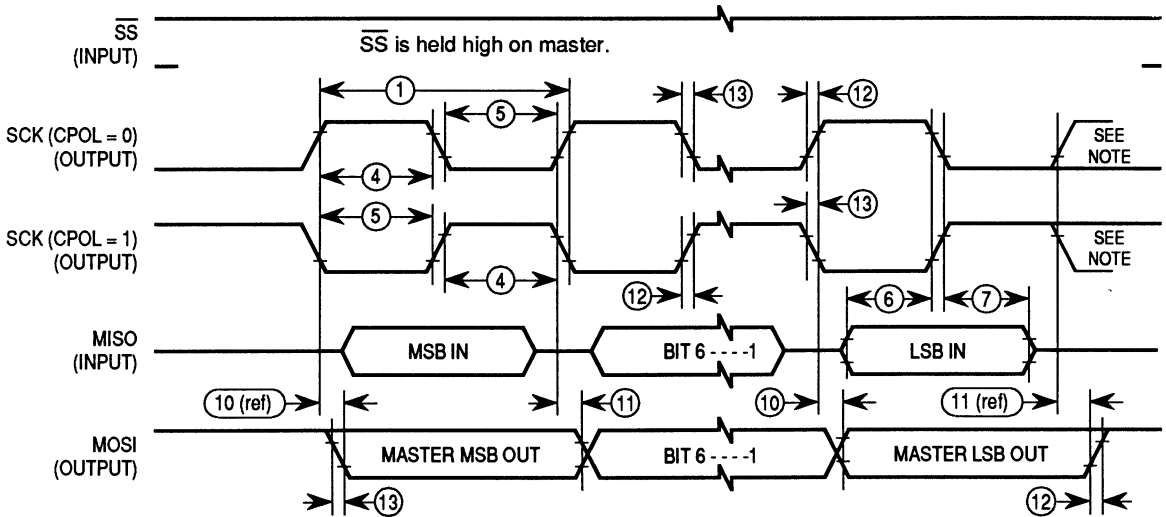 SS
(INPUT)
SS is held high on master.
1
13
12
5
SCK (CPOL = 0)
(OUTPUT)
SEE
NOTE
4
5
13
SCK (CPOL = 1)
(OUTPUT)
SEE
NOTE
4
12
6
7
MISO
(INPUT)
MSB IN
BIT 6 - - - - -1
LSB IN
10 (ref)
11
10
11 (ref)
MOSI
(OUTPUT)
MASTER MSB OUT
BIT 6 - - - - -1
MASTER LSB OUT
13
12